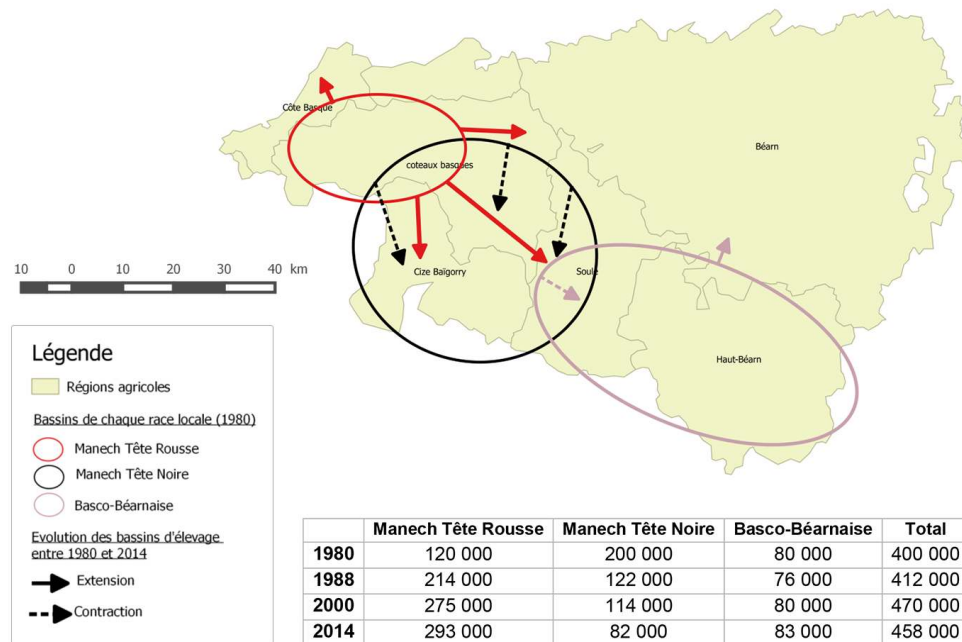 Côte Basque
Béarn
coteaux basques
Cize Baïgorry
Soule
Haut-Béarn
10 0 10 20 30 40 km
Légende
Régions agricoles
Bassins de chaque race locale (1980)
Manech Tête Rousse
Manech Tête Noire
Basco-Béarnaise
Evolution des bassins d'élevage
entre 1980 et 2014
Extension
Contraction
Manech Tête Rousse Manech Tête Noire Basco-Béarnaise Total
1980 120 000 200 000 80 000 400 000
1988 214 000 122 000 76 000 412 000
2000 275 000 114 000 80 000 470 000
2014 293 000 82 000 83 000 458 000